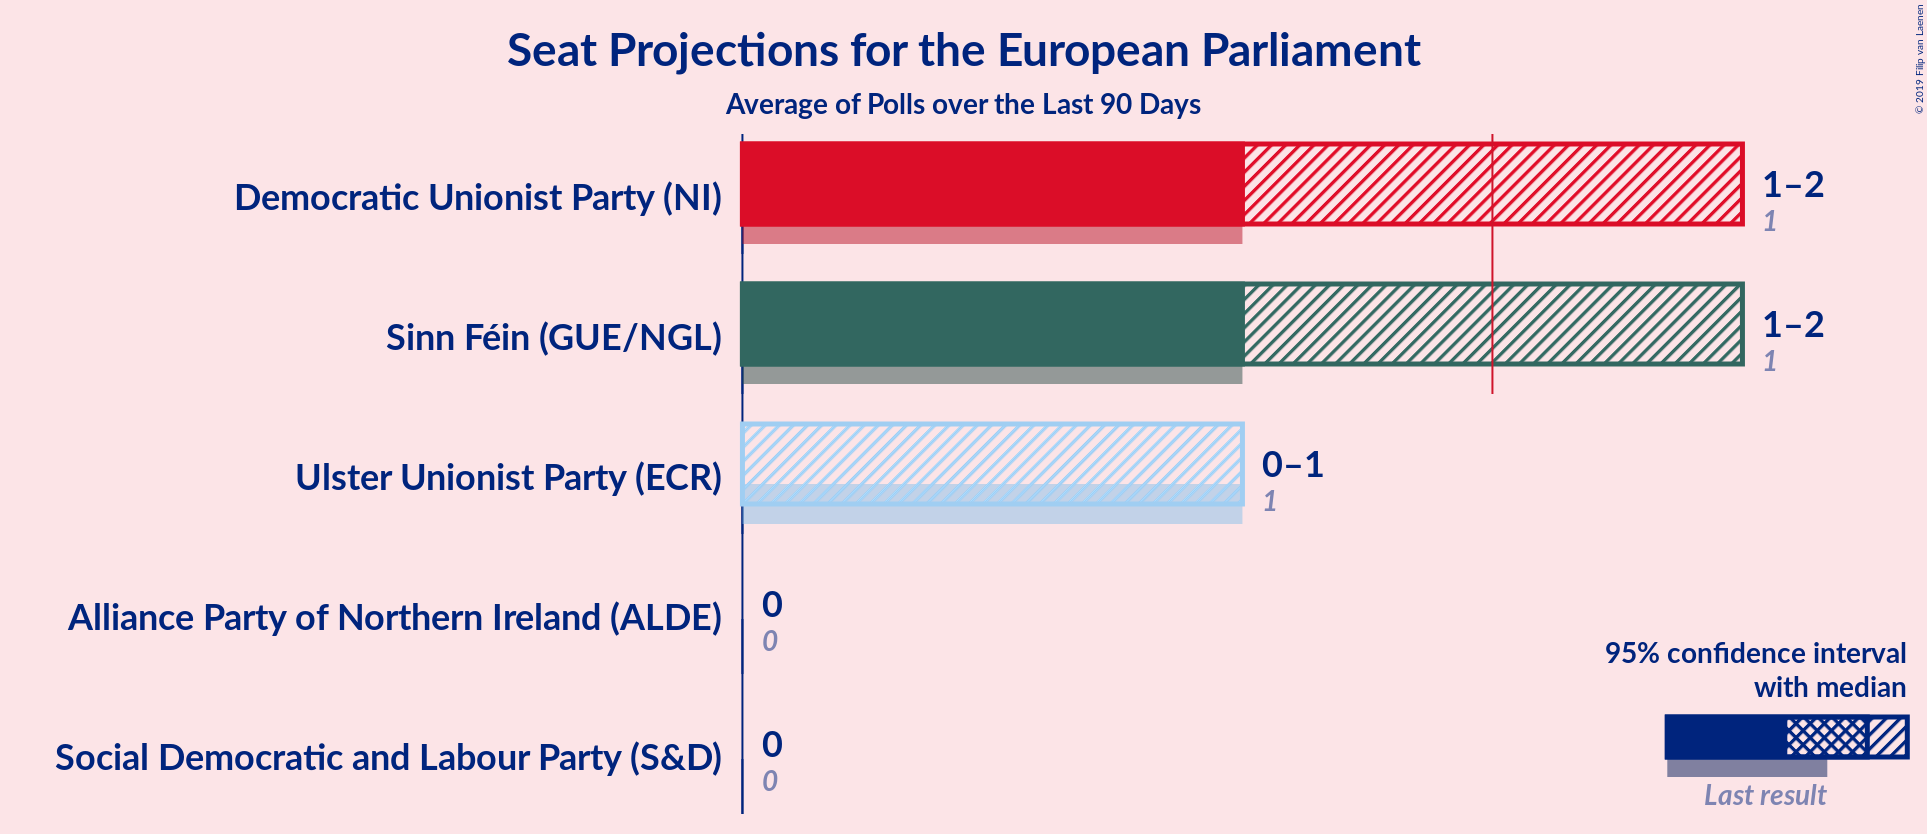 Seat Projections for the European Parliament
Average of Polls over the Last 90 Days
© 2019 Filip van Laenen
Democratic Unionist Party (NI)
1–2
1
Sinn Féin (GUE/NGL)
1–2
1
Ulster Unionist Party (ECR)
0–1
1
Alliance Party of Northern Ireland (ALDE)
0
0
Social Democratic and Labour Party (S&D)
0
0
95% confidence interval
with median
Last result